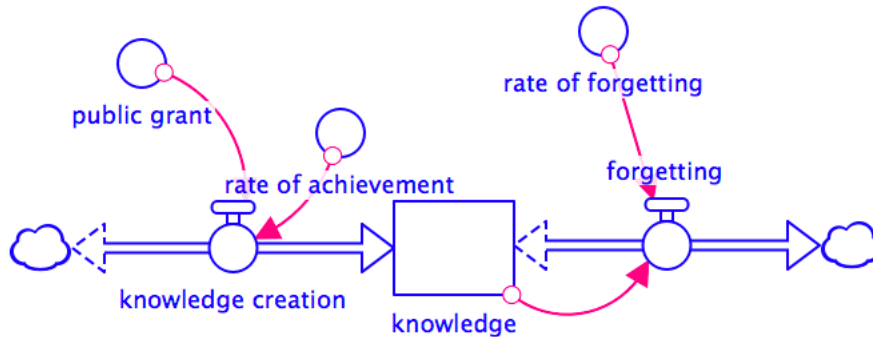 rate of forgetting
public grant
rate of achievement
forgetting
knowledge creation
knowledge